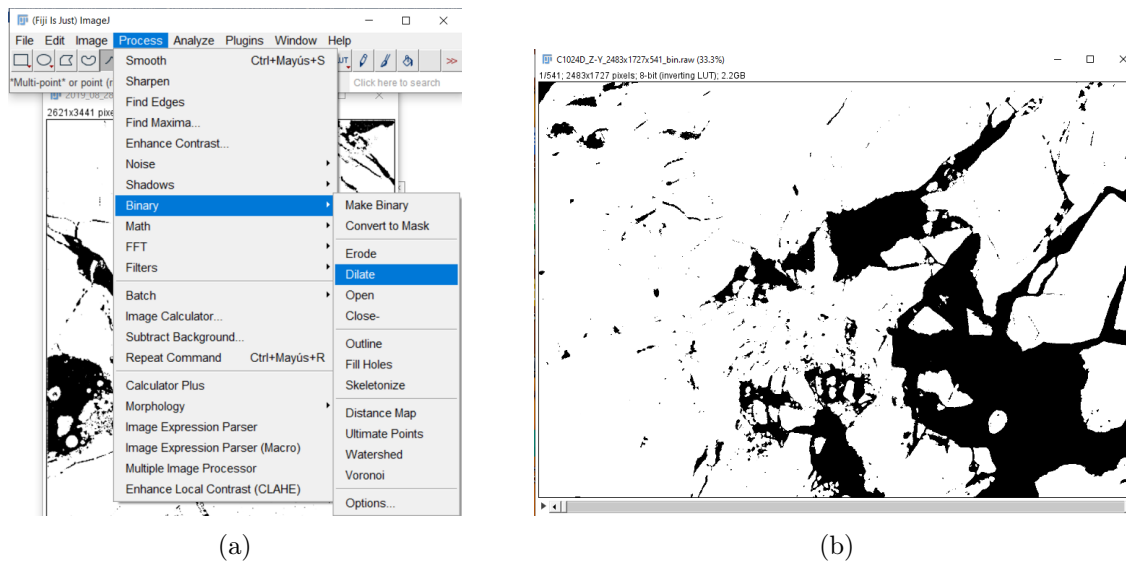 (Fiji Is Just) ImageJ
File Edit Image Process Analyze Plugins Window Help
*Multi-point* or point (r
Click here to search
2019_08_28
2621x3441 pixe
Smooth Ctrl+Mayús+S
Sharpen
Find Edges
Find Maxima...
Enhance Contrast...
Noise
Shadows
Binary
Math
FFT
Filters
Batch
Image Calculator...
Subtract Background...
Repeat Command Ctrl+Mayús+R
Calculator Plus
Morphology
Image Expression Parser
Image Expression Parser (Macro)
Multiple Image Processor
Enhance Local Contrast (CLAHE)
Make Binary
Convert to Mask
Erode
Dilate
Open
Close-
Outline
Fill Holes
Skeletonize
Distance Map
Ultimate Points
Watershed
Voronoi
Options...
(a)
C1024D_Z-Y_2483x1727x541_bin.raw (33.3%)
1/541; 2483x1727 pixels; 8-bit (inverting LUT); 2.2GB
(b)